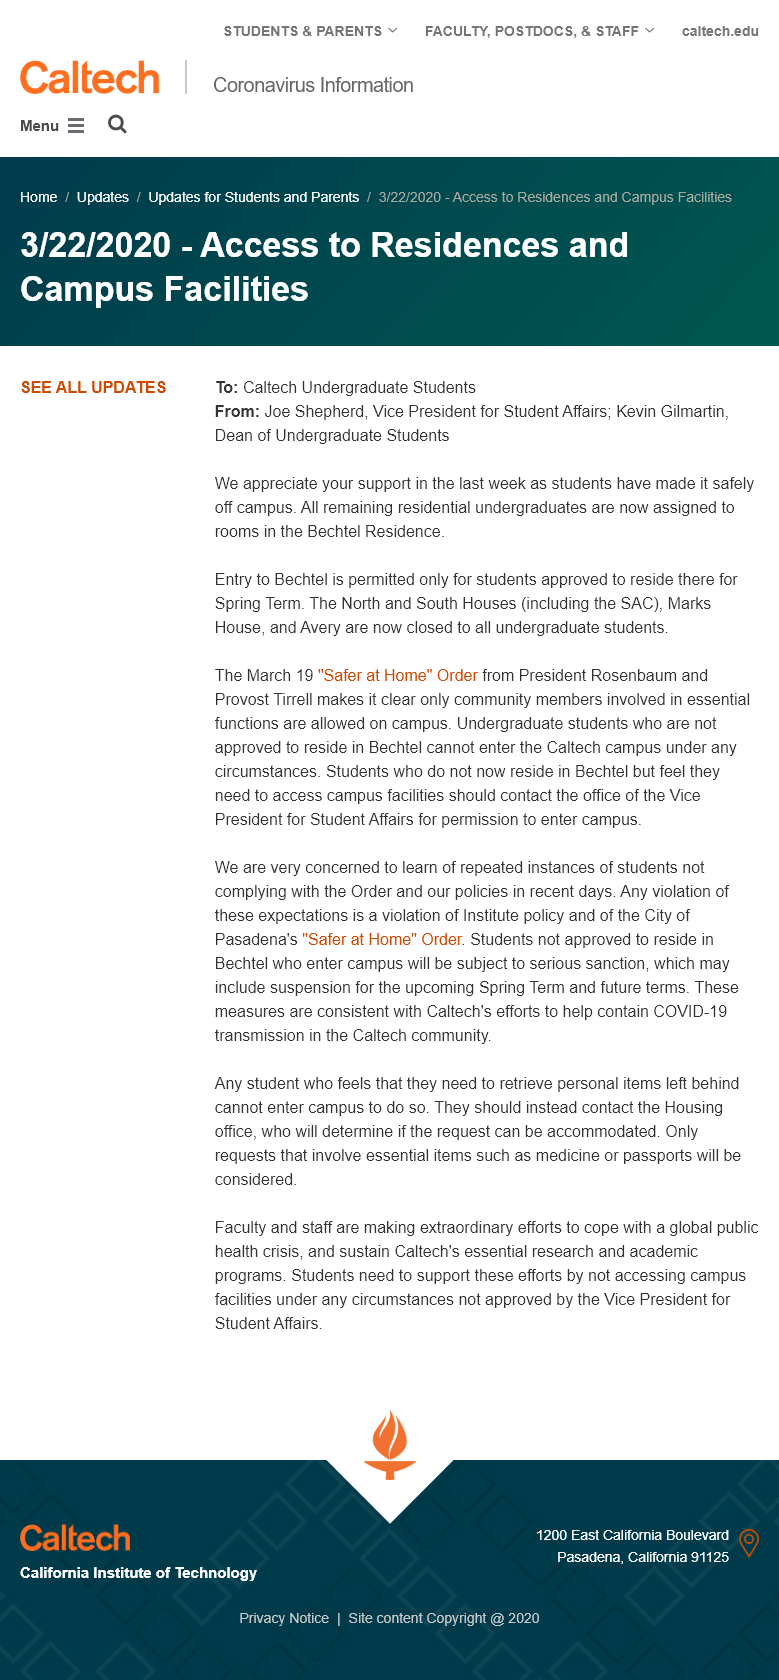 STUDENTS & PARENTS
FACULTY, POSTDOCS, & STAFF
caltech.edu
Caltech
Coronavirus Information
Menu
Home / Updates / Updates for Students and Parents / 3/22/2020 - Access to Residences and Campus Facilities
3/22/2020 - Access to Residences and
Campus Facilities
SEE ALL UPDATES
To: Caltech Undergraduate Students
From: Joe Shepherd, Vice President for Student Affairs; Kevin Gilmartin,
Dean of Undergraduate Students
We appreciate your support in the last week as students have made it safely
off campus. All remaining residential undergraduates are now assigned to
rooms in the Bechtel Residence.
Entry to Bechtel is permitted only for students approved to reside there for
Spring Term. The North and South Houses (including the SAC), Marks
House, and Avery are now closed to all undergraduate students.
The March 19 "Safer at Home" Order from President Rosenbaum and
Provost Tirrell makes it clear only community members involved in essential
functions are allowed on campus. Undergraduate students who are not
approved to reside in Bechtel cannot enter the Caltech campus under any
circumstances. Students who do not now reside in Bechtel but feel they
need to access campus facilities should contact the office of the Vice
President for Student Affairs for permission to enter campus.
We are very concerned to learn of repeated instances of students not
complying with the Order and our policies in recent days. Any violation of
these expectations is a violation of Institute policy and of the City of
Pasadena's "Safer at Home" Order. Students not approved to reside in
Bechtel who enter campus will be subject to serious sanction, which may
include suspension for the upcoming Spring Term and future terms. These
measures are consistent with Caltech's efforts to help contain COVID-19
transmission in the Caltech community.
Any student who feels that they need to retrieve personal items left behind
cannot enter campus to do so. They should instead contact the Housing
office, who will determine if the request can be accommodated. Only
requests that involve essential items such as medicine or passports will be
considered.
Faculty and staff are making extraordinary efforts to cope with a global public
health crisis, and sustain Caltech's essential research and academic
programs. Students need to support these efforts by not accessing campus
facilities under any circumstances not approved by the Vice President for
Student Affairs.
Caltech
California Institute of Technology
1200 East California Boulevard
Pasadena, California 91125
Privacy Notice | Site content Copyright @ 2020